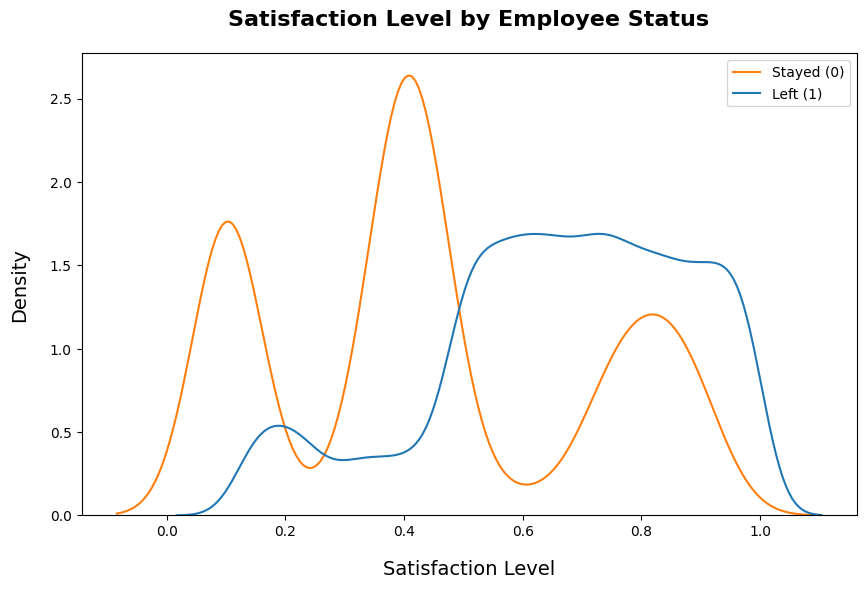 Satisfaction Level by Employee Status
Stayed (0)
Left (1)
Density
2.5
2.0
1.5
1.0
0.5
0.0
0.0 0.2 0.4 0.6 0.8 1.0
Satisfaction Level